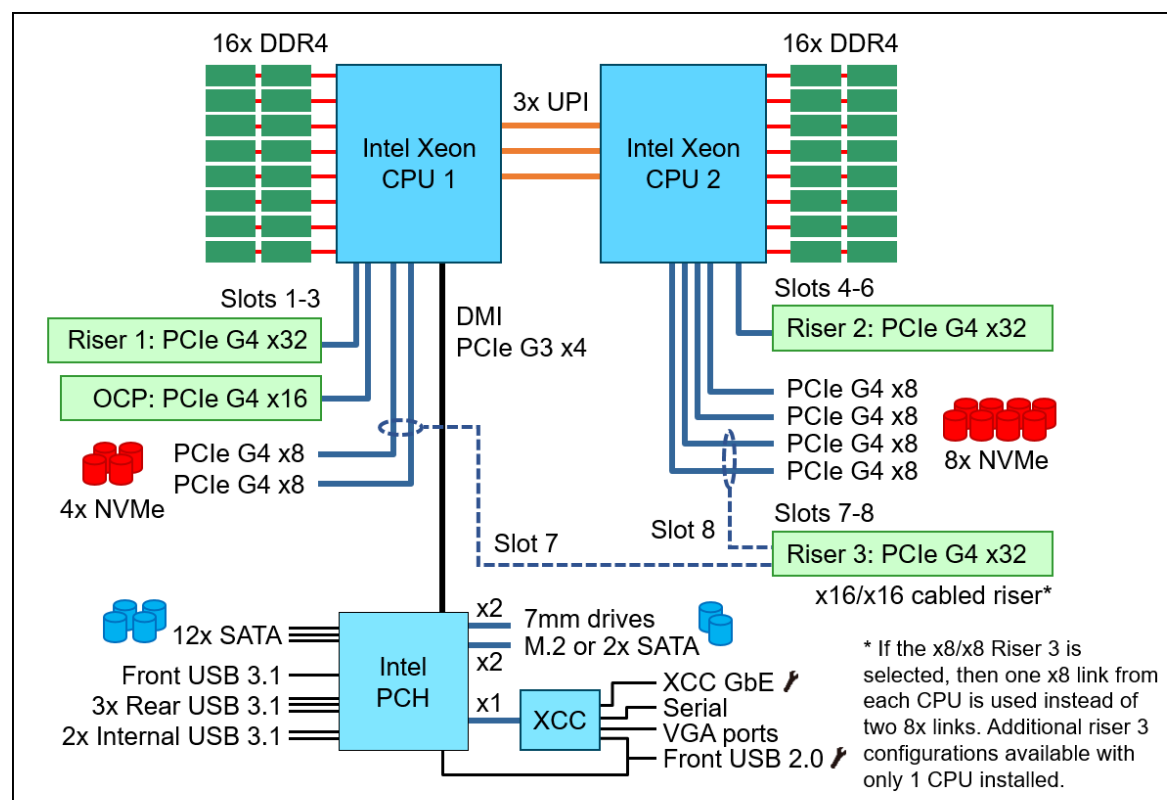 16x DDR4
16x DDR4
3x UPI
Intel Xeon
CPU 1
Intel Xeon
CPU 2
Slots 1-3
Riser 1: PCIe G4 x32
OCP: PCIe G4 x16
PCIe G4 x8
PCIe G4 x8
4x NVMe
DMI
PCIe G3 x4
Slots 4-6
Riser 2: PCIe G4 x32
PCIe G4 x8
PCIe G4 x8
PCIe G4 x8
PCIe G4 x8
8x NVMe
Slot 7
Slot 8
Slots 7-8
Riser 3: PCIe G4 x32
x16/x16 cabled riser*
12x SATA
Front USB 3.1
3x Rear USB 3.1
2x Internal USB 3.1
Intel
PCH
x2
7mm drives
M.2 or 2x SATA
x2
x1
XCC
XCC GbE
Serial
VGA ports
Front USB 2.0
* If the x8/x8 Riser 3 is
selected, then one x8 link from
each CPU is used instead of
two 8x links. Additional riser 3
configurations available with
only 1 CPU installed.